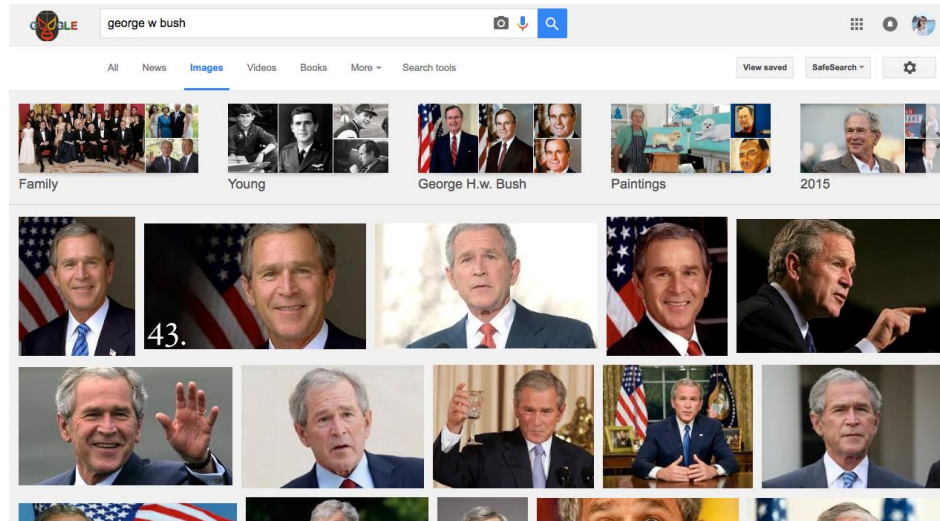 GOOGLE
george w bush
All News Images Videos Books More Search tools
View saved SafeSearch
Family Young George H.w. Bush Paintings 2015
43.